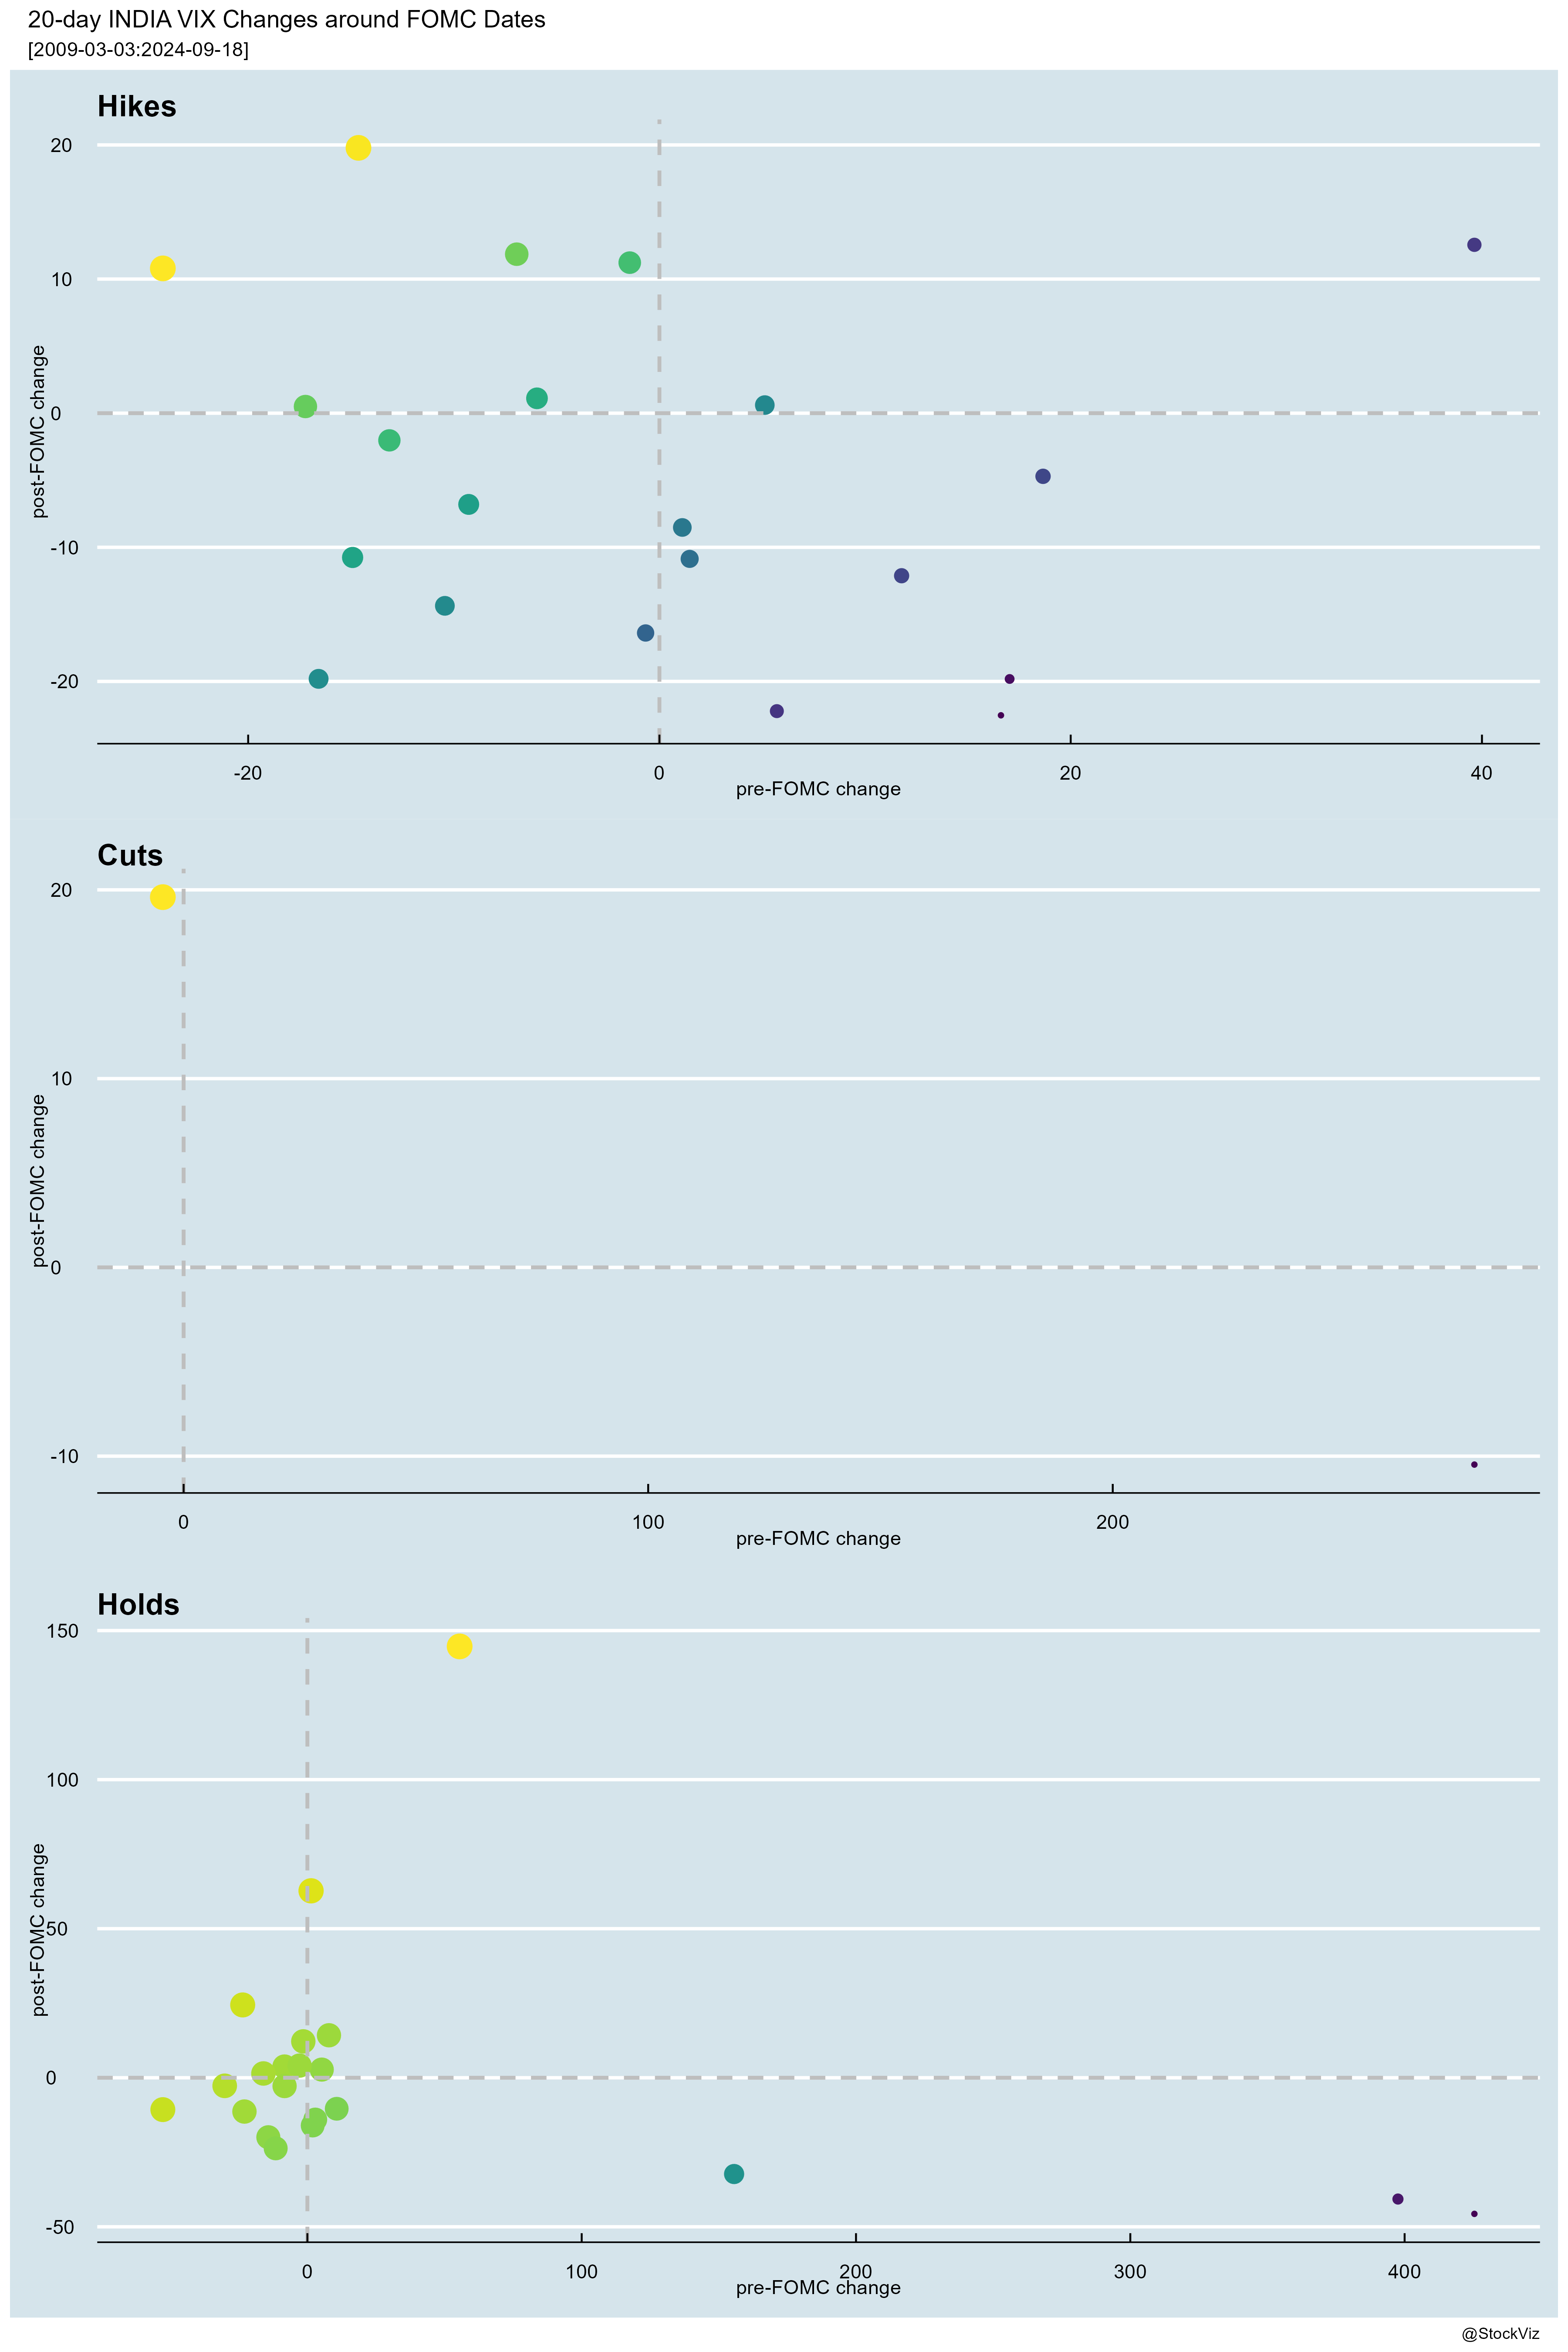 20-day INDIA VIX Changes around FOMC Dates
[2009-03-03:2024-09-18]
Hikes
20
10
0
-10
-20
post-FOMC change
-20
0
20
40
pre-FOMC change
Cuts
20
10
0
-10
post-FOMC change
0
100
200
pre-FOMC change
Holds
150
100
50
0
-50
post-FOMC change
0
100
200
300
400
pre-FOMC change
@StockViz